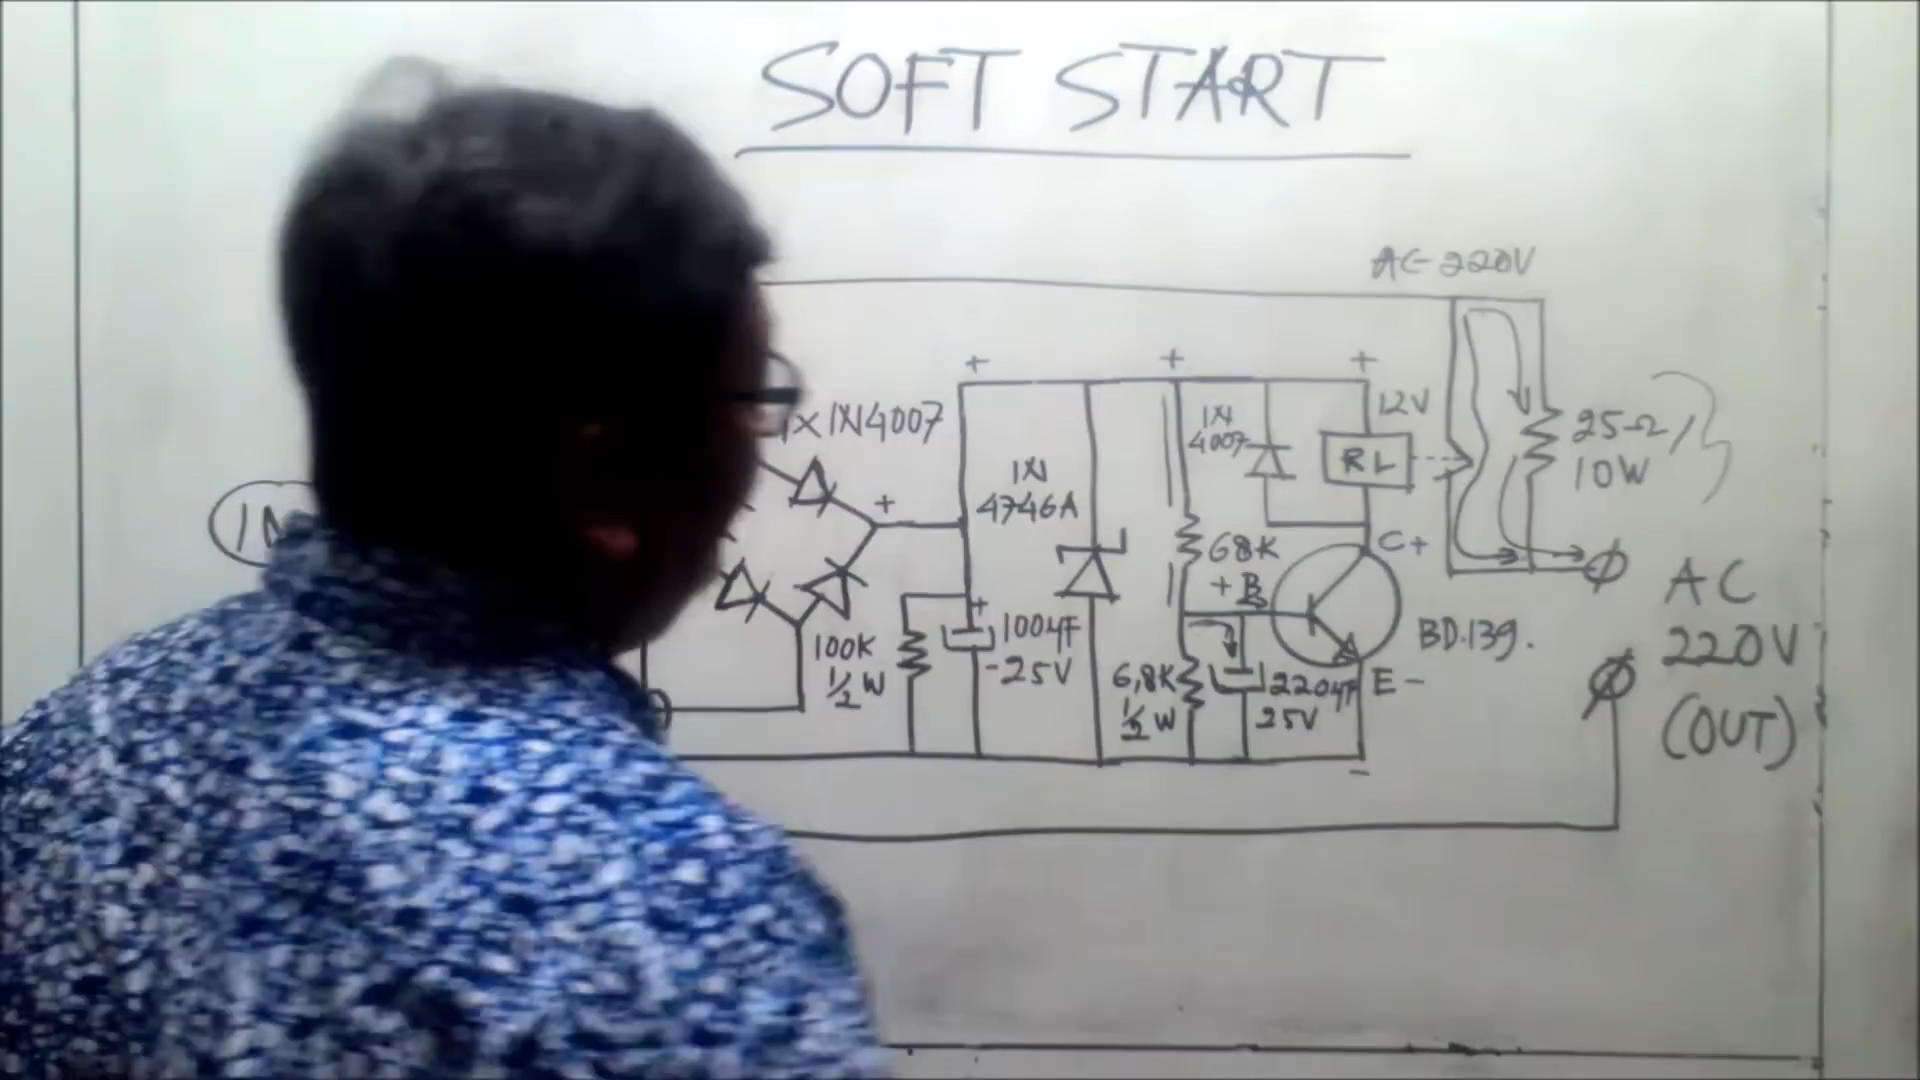 SOFT START
AC-220V
+
+
+
12V
x1N4007
1N
4007
RL
25Ω/
10W
1N
4746A
+
68K
C+
+B
+
AC
220V
(OUT)
BD.139.
100K
½W
100µF
-25V
6,8K
½W
220µF
25V
E-
-